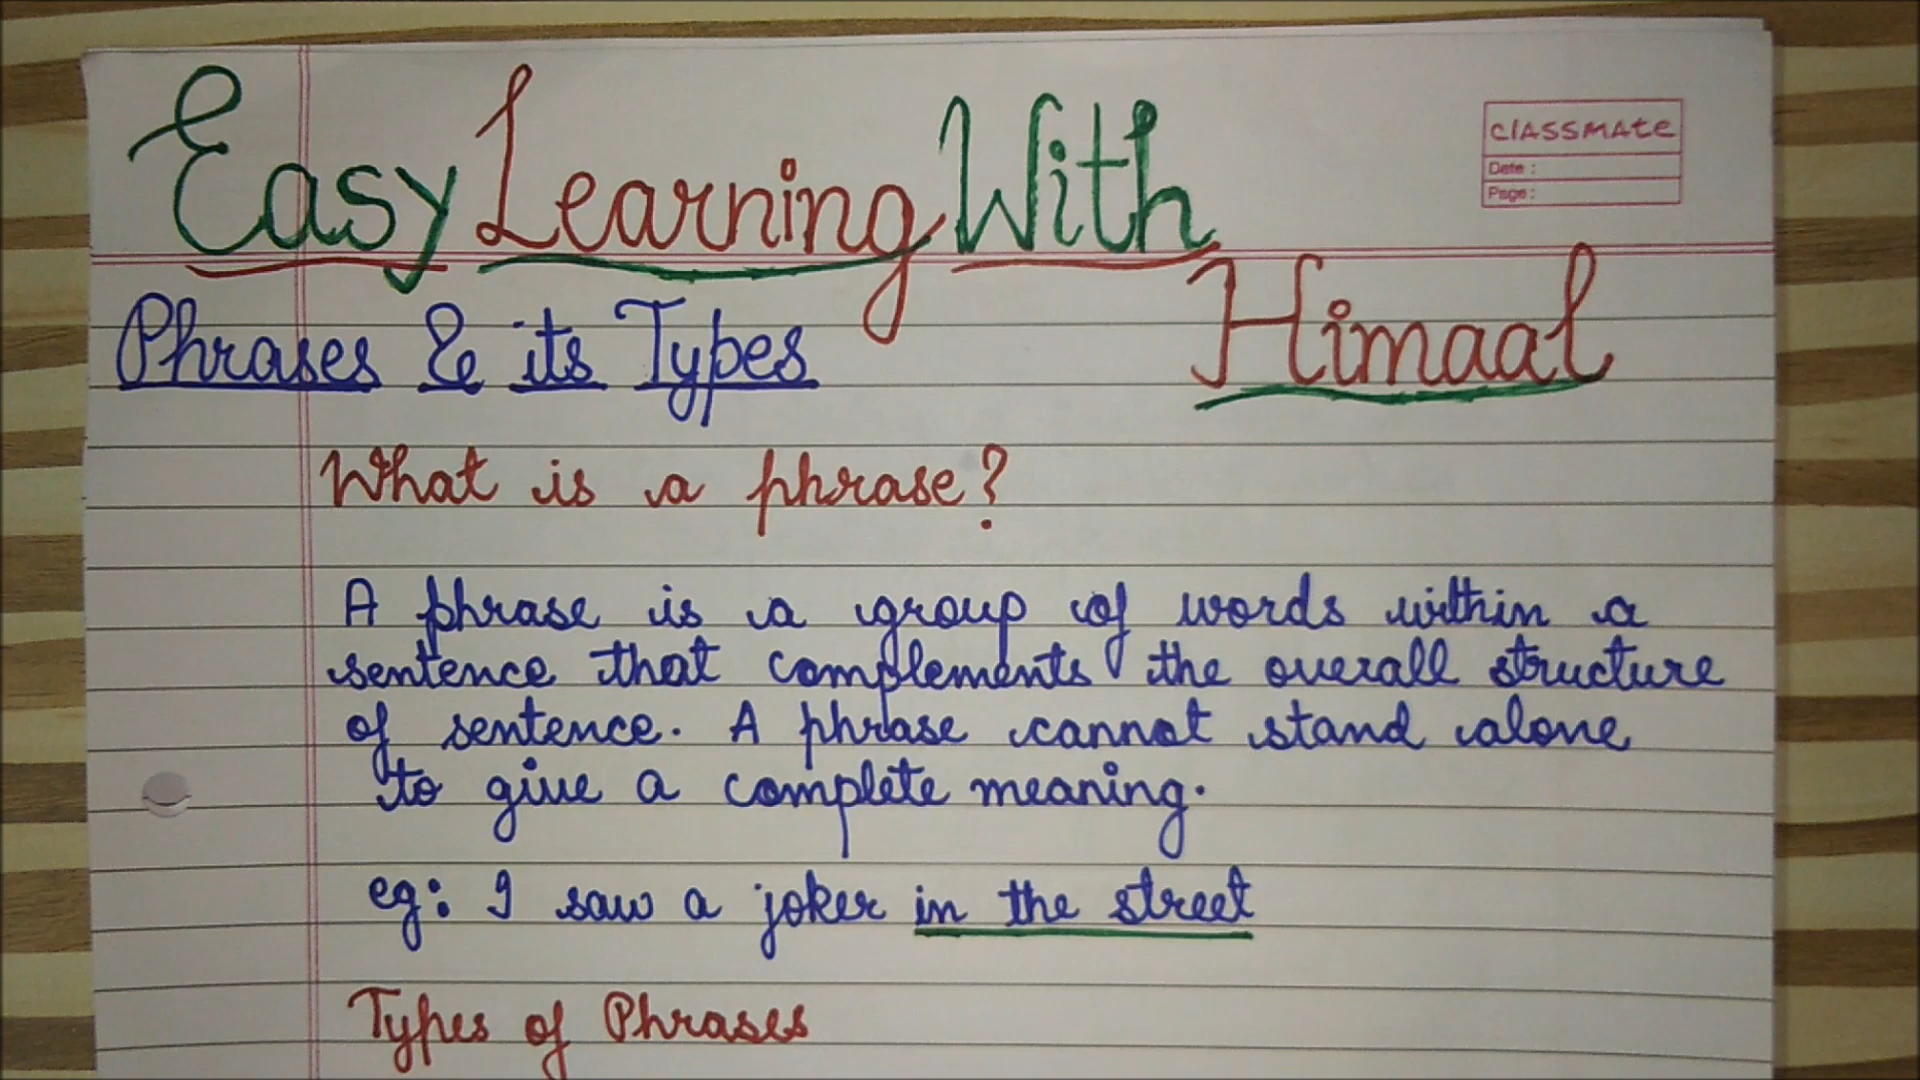 Easy Learning With
Himaal
CLASSMATE
Date :
Page :
Phrases & its Types
What is a phrase?
A phrase is a group of words within a
sentence that complements the overall structure
of sentence. A phrase cannot stand alone
to give a complete meaning.
eg: I saw a joker in the street
Types of Phrases